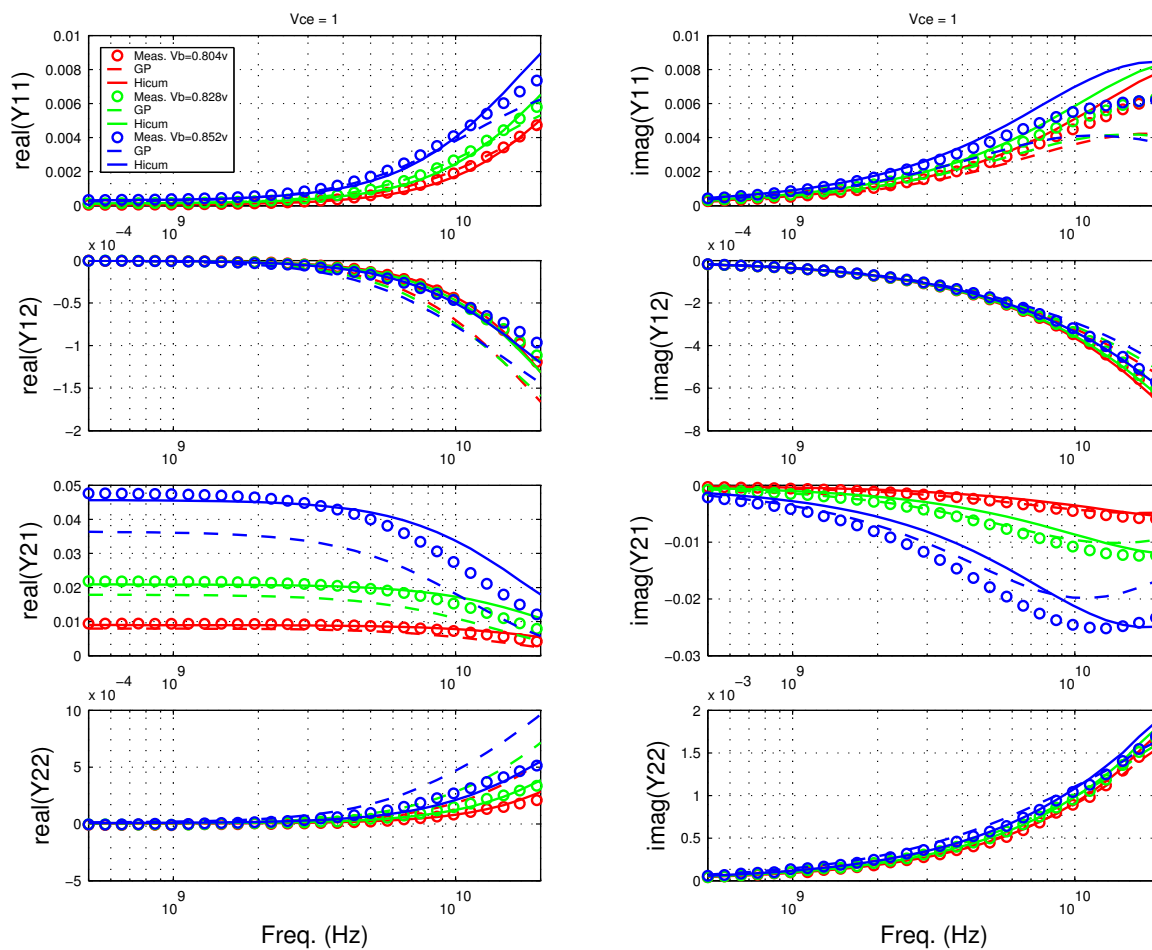 Vce = 1
0.01
0.008
0.006
0.004
0.002
0
real(Y11)
Meas. Vb=0.804v
GP
Hicum
Meas. Vb=0.828v
GP
Hicum
Meas. Vb=0.852v
GP
Hicum
10^9
10^10
Vce = 1
0.01
0.008
0.006
0.004
0.002
0
imag(Y11)
10^9
10^10
x 10^-4
0
−0.5
−1
−1.5
−2
real(Y12)
10^9
10^10
x 10^-4
0
−2
−4
−6
−8
imag(Y12)
10^9
10^10
0.05
0.04
0.03
0.02
0.01
0
real(Y21)
10^9
10^10
0
−0.01
−0.02
−0.03
imag(Y21)
10^9
10^10
x 10^-4
10
5
0
−5
real(Y22)
10^9
10^10
Freq. (Hz)
x 10^-3
2
1.5
1
0.5
0
imag(Y22)
10^9
10^10
Freq. (Hz)